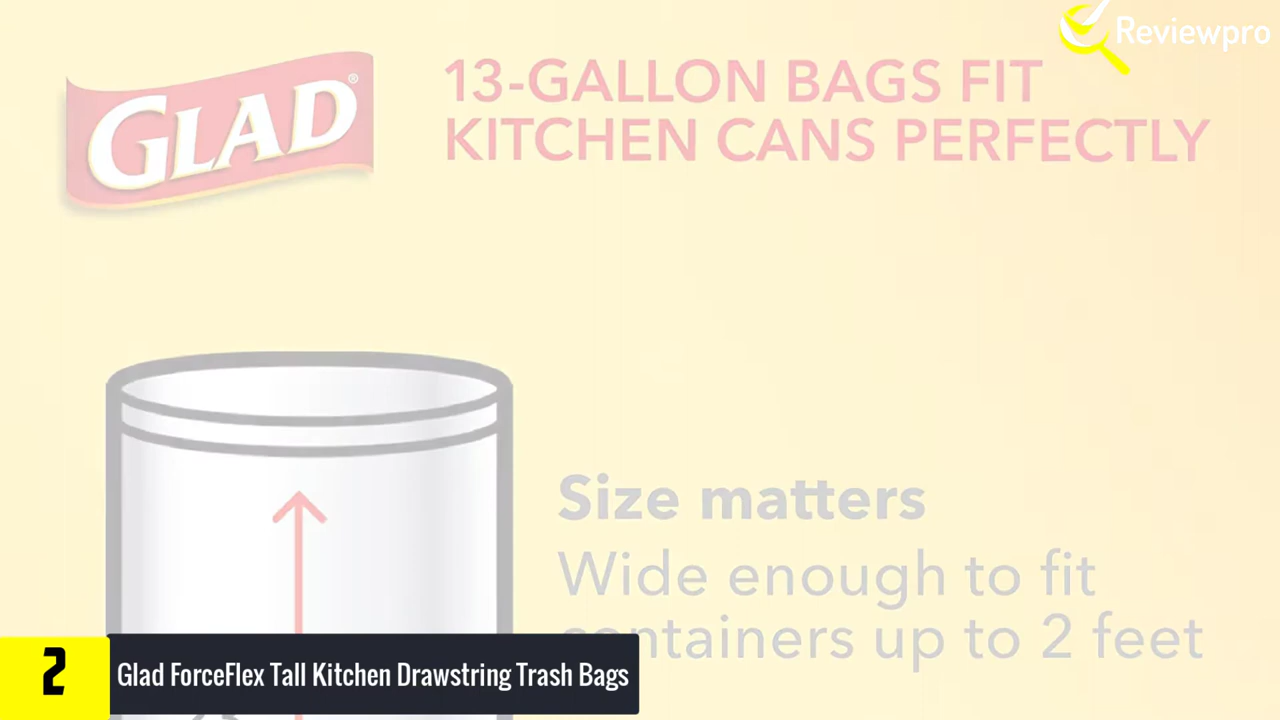 Reviewpro
GLAD®
13-GALLON BAGS FIT
KITCHEN CANS PERFECTLY
Size matters
Wide enough to fit
containers up to 2 feet
2
Glad ForceFlex Tall Kitchen Drawstring Trash Bags